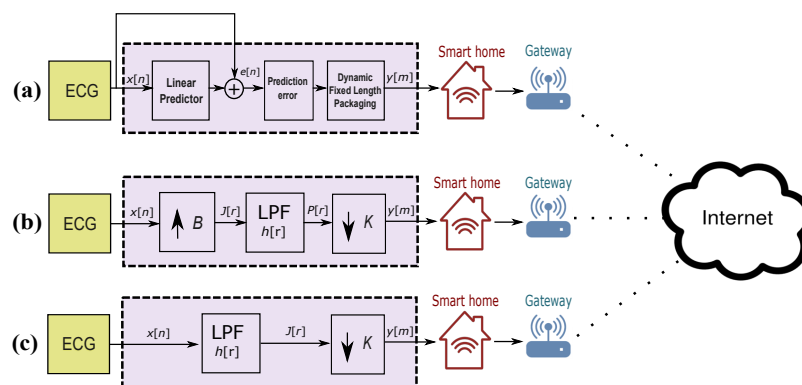 Smart home
Gateway
(a)
ECG
x[n]
Linear
Predictor
+
e[n]
Prediction
error
Dynamic
Fixed Length
Packaging
y[m]
(b)
ECG
x[n]
B
J[r]
LPF
h[r]
P[r]
K
y[m]
Smart home
Gateway
Internet
(c)
ECG
x[n]
LPF
h[r]
J[r]
K
y[m]
Smart home
Gateway